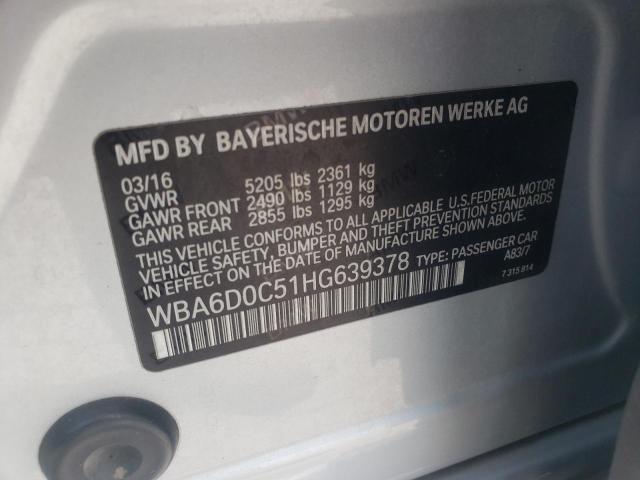 MFD BY BAYERISCHE MOTOREN WERKE AG
03/16
GVWR 5205 lbs 2361 kg
GAWR FRONT 2490 lbs 1129 kg
GAWR REAR 2855 lbs 1295 kg
THIS VEHICLE CONFORMS TO ALL APPLICABLE U.S.FEDERAL MOTOR
VEHICLE SAFETY, BUMPER AND THEFT PREVENTION STANDARDS
IN EFFECT ON THE DATE OF MANUFACTURE SHOWN ABOVE.
WBA6D0C51HG639378 TYPE: PASSENGER CAR
A83/7
7 315 814